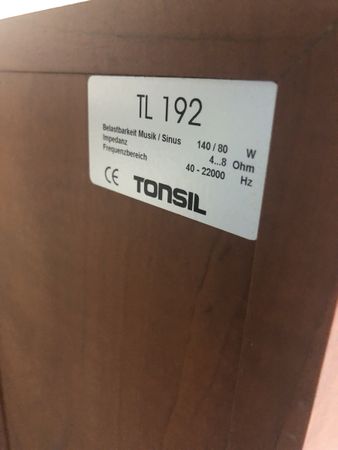 TL 192
Belastbarkeit Musik / Sinus 140 / 80 W
Impedanz 4...8 Ohm
Frequenzbereich 40 - 22000 Hz
CE TONSIL